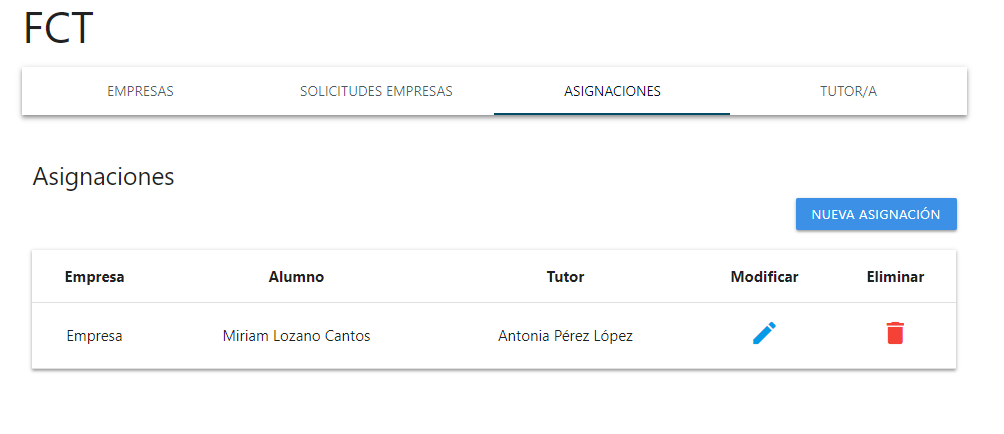 FCT
EMPRESAS SOLICITUDES EMPRESAS ASIGNACIONES TUTOR/A
Asignaciones
NUEVA ASIGNACIÓN
Empresa Alumno Tutor Modificar Eliminar
Empresa Miriam Lozano Cantos Antonia Pérez López